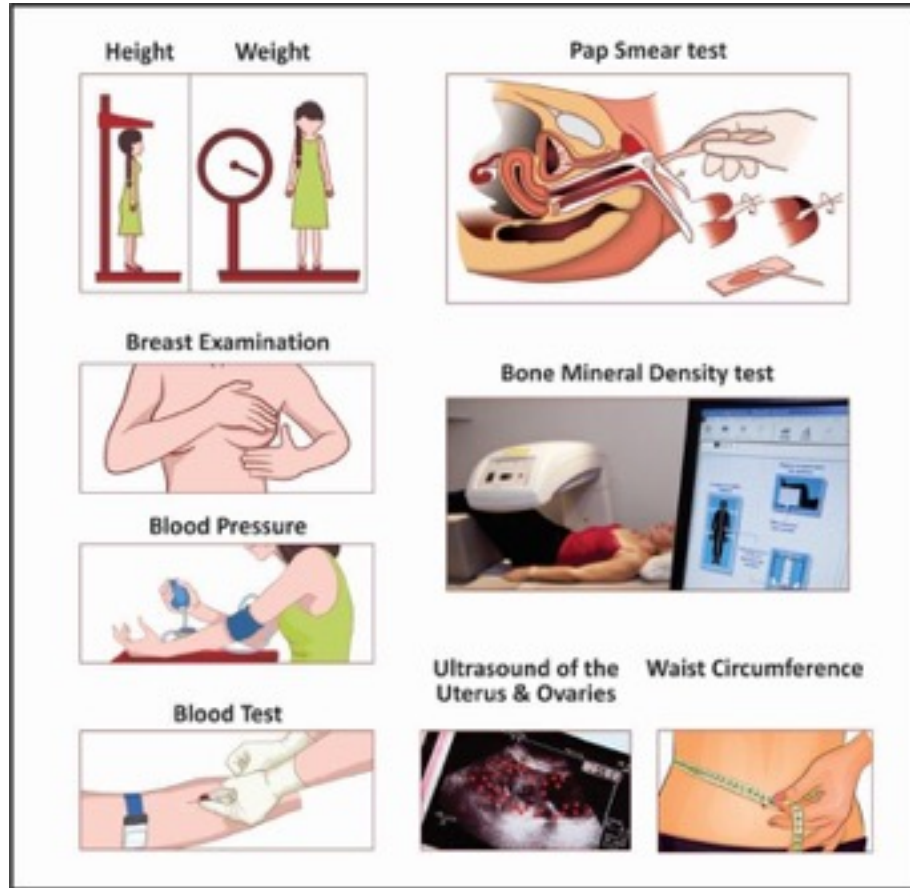 Height
Weight
Pap Smear test
Breast Examination
Bone Mineral Density test
Blood Pressure
Ultrasound of the
Uterus & Ovaries
Waist Circumference
Blood Test